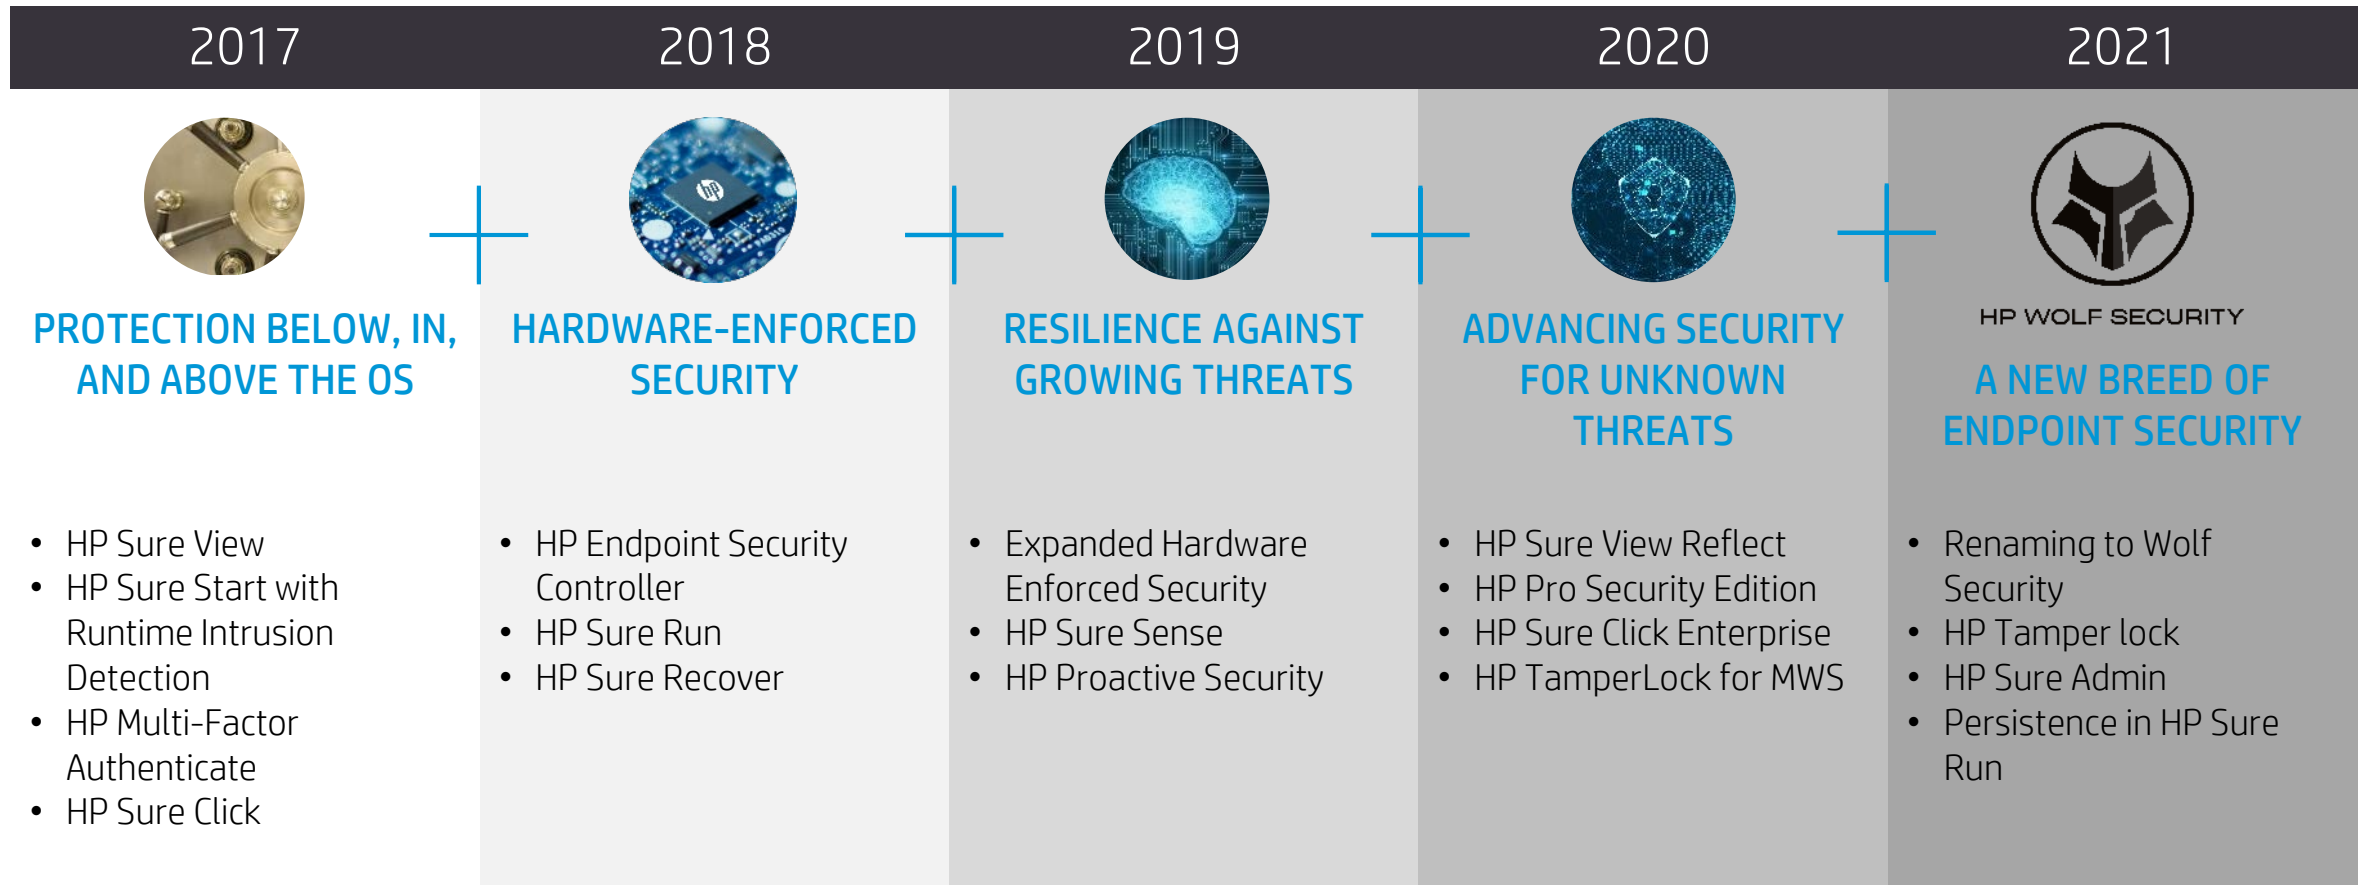 2017
2018
2019
2020
2021
PROTECTION BELOW, IN,
AND ABOVE THE OS
• HP Sure View
• HP Sure Start with
Runtime Intrusion
Detection
• HP Multi-Factor
Authenticate
• HP Sure Click
hp
HARDWARE-ENFORCED
SECURITY
• HP Endpoint Security
Controller
• HP Sure Run
• HP Sure Recover
RESILIENCE AGAINST
GROWING THREATS
• Expanded Hardware
Enforced Security
• HP Sure Sense
• HP Proactive Security
ADVANCING SECURITY
FOR UNKNOWN
THREATS
• HP Sure View Reflect
• HP Pro Security Edition
• HP Sure Click Enterprise
• HP TamperLock for MWS
HP WOLF SECURITY
A NEW BREED OF
ENDPOINT SECURITY
• Renaming to Wolf
Security
• HP Tamper lock
• HP Sure Admin
• Persistence in HP Sure
Run